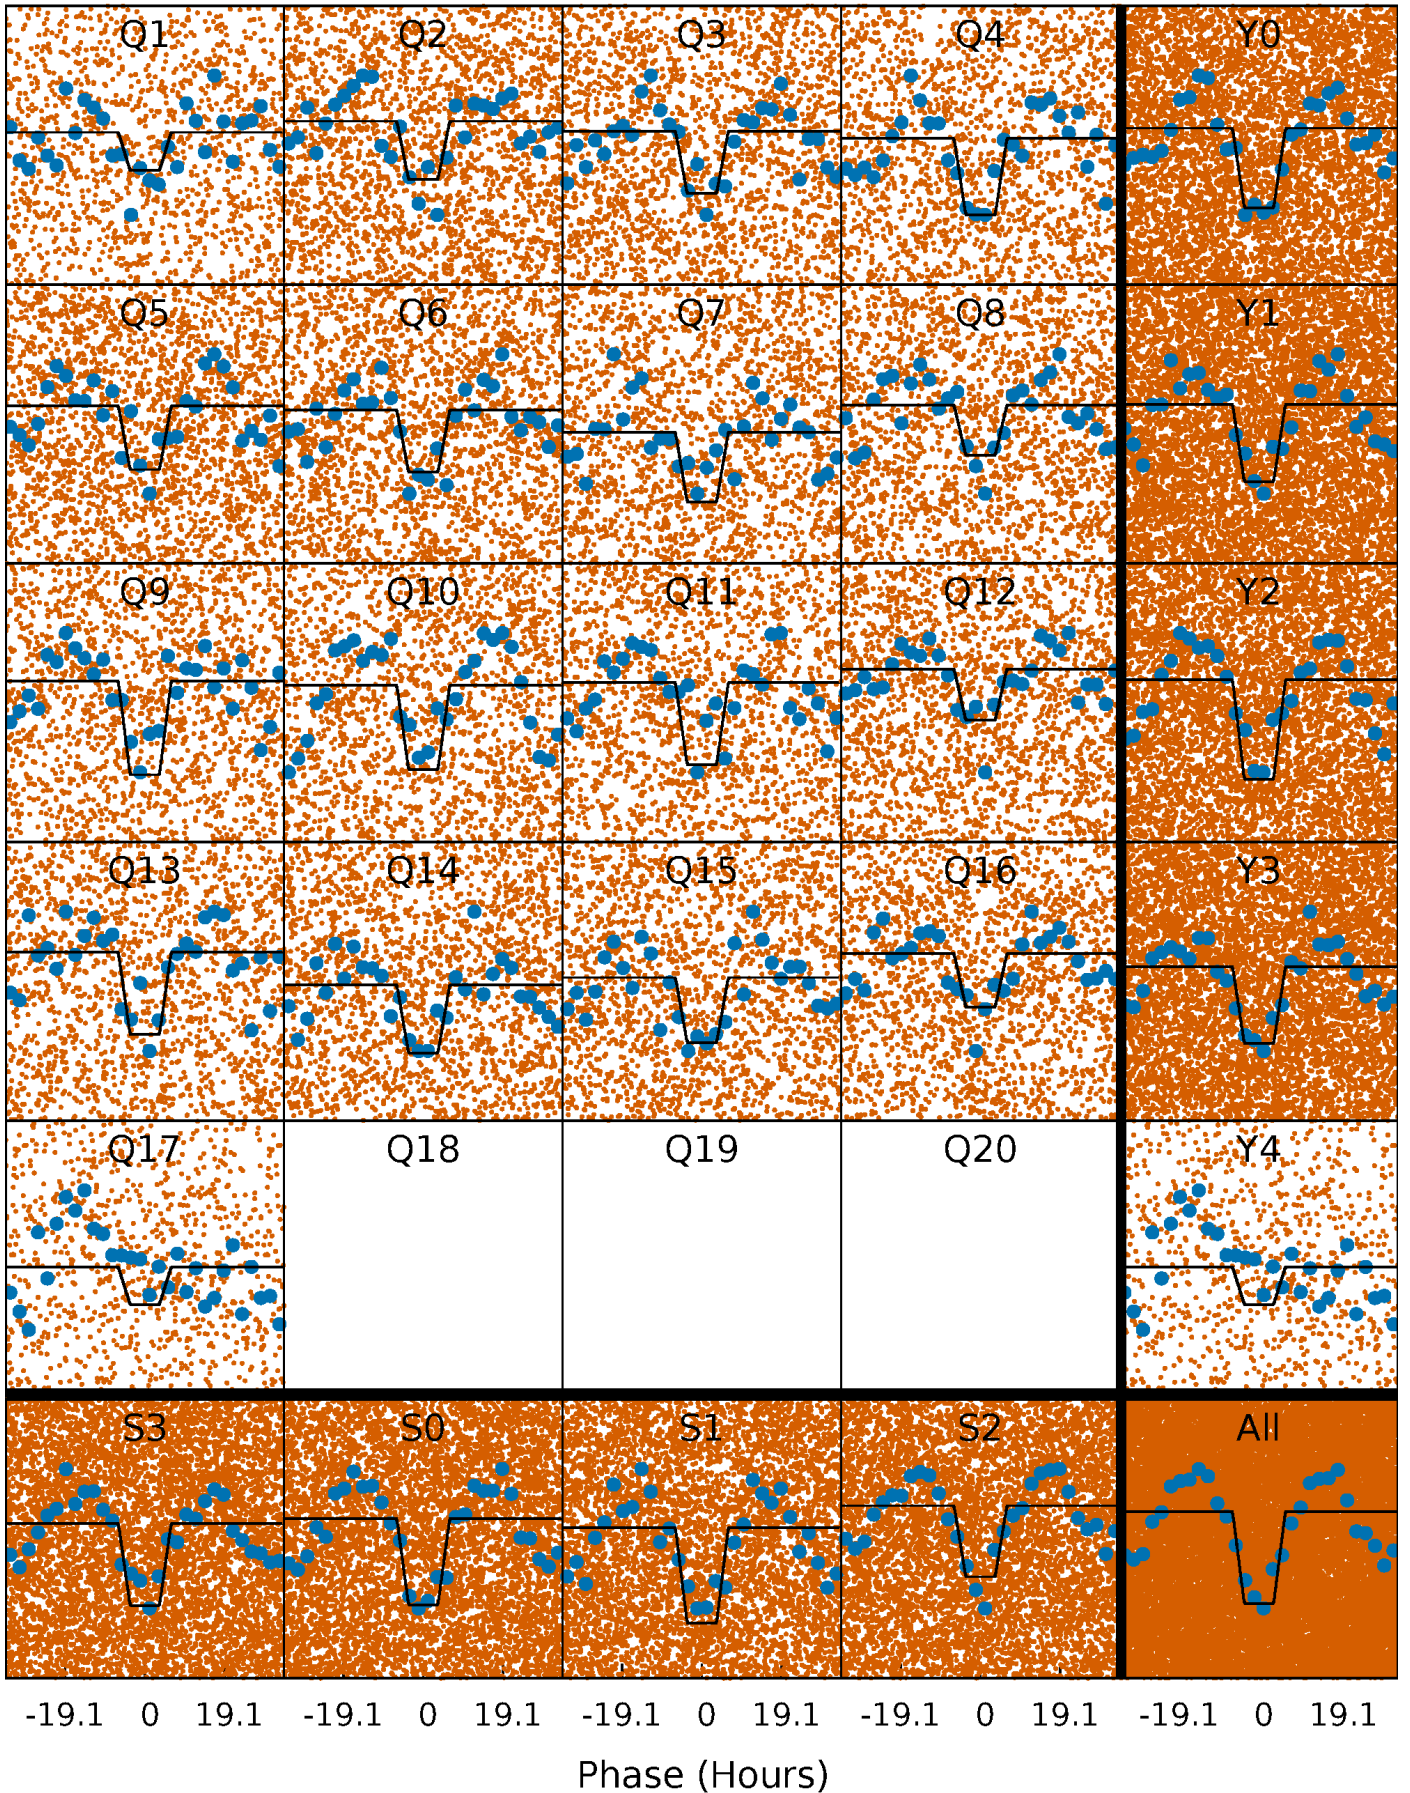 Q1 Q2 Q3 Q4 Y0
Q5 Q6 Q7 Q8 Y1
Q9 Q10 Q11 Q12 Y2
Q13 Q14 Q15 Q16 Y3
Q17 Q18 Q19 Q20 Y4
S3 S0 S1 S2 All
-19.1 0 19.1 -19.1 0 19.1 -19.1 0 19.1 -19.1 0 19.1 -19.1 0 19.1
Phase (Hours)